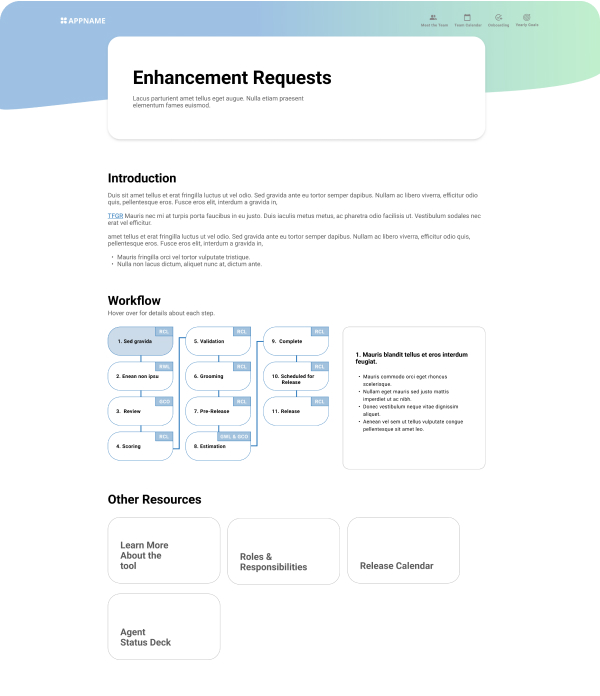 APPNAME
Meet the Team
Team Calendar
Onboarding
Yearly Goals
Enhancement Requests
Lacus parturient amet tellus eget augue. Nulla etiam praesent
elementum fames euismod.
Introduction
Duis sit amet tellus et erat fringilla luctus ut vel odio. Sed gravida ante eu tortor semper dapibus. Nullam ac libero viverra, efficitur odio
quis, pellentesque eros. Fusce eros elit, interdum a gravida in,
TFGR Mauris nec mi at turpis porta faucibus in eu justo. Duis iaculis metus metus, ac pharetra odio facilisis ut. Vestibulum sodales nec
erat vel efficitur.
amet tellus et erat fringilla luctus ut vel odio. Sed gravida ante eu tortor semper dapibus. Nullam ac libero viverra, efficitur odio quis,
pellentesque eros. Fusce eros elit, interdum a gravida in,
• Mauris fringilla orci vel tortor vulputate tristique.
• Nulla non lacus dictum, aliquet nunc at, dictum ante.
Workflow
Hover over for details about each step.
RCL
1. Sed gravida
RML
2. Enean non ipsu
OCO
3. Review
RCL
4. Scoring
RCL
5. Validation
RCL
6. Grooming
RCL
7. Pre-Release
GML & OCO
8. Estimation
RCL
9. Complete
RCL
10. Scheduled for
Release
RCL
11. Release
1. Mauris blandit tellus et eros interdum
feugiat.
• Mauris commodo orci eget rhoncus
scelerisque.
• Nullam eget mauris sed justo mattis
imperdiet ut ac nibh.
• Donec vestibulum neque vitae dignissim
aliquet.
• Aenean vel sem ut tellus vulputate congue
pellentesque sit amet leo.
Other Resources
Learn More
About the
tool
Roles &
Responsibilities
Release Calendar
Agent
Status Deck